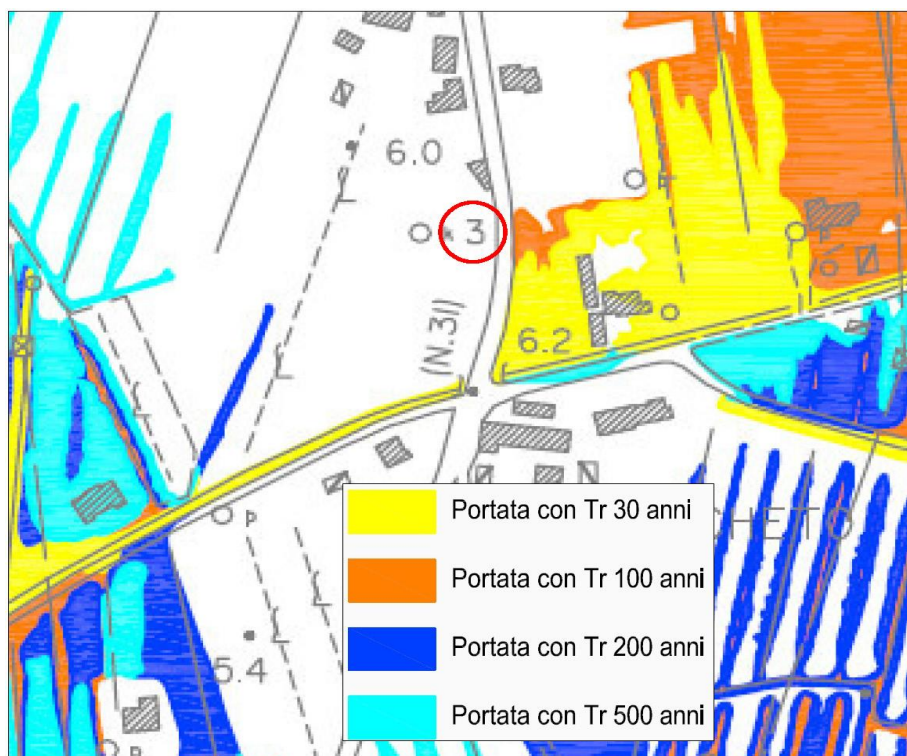 6.0
3
(N.31)
6.2
P
CHETO
P
5.4
P
Portata con Tr 30 anni
Portata con Tr 100 anni
Portata con Tr 200 anni
Portata con Tr 500 anni